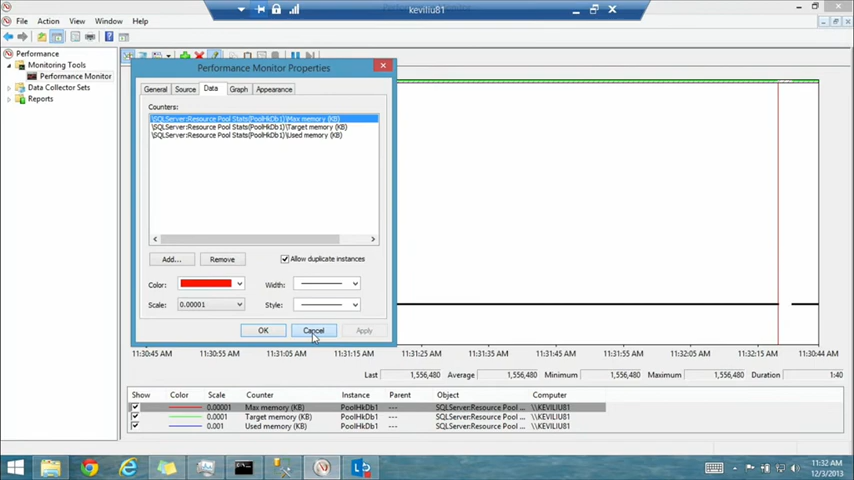 keviliu81
File Action View Window Help
Performance
Monitoring Tools
Performance Monitor
Data Collector Sets
Reports
Performance Monitor Properties
General Source Data Graph Appearance
Counters:
\SQLServer:Resource Pool Stats(PoolHkDb1)\Max memory (KB)
\SQLServer:Resource Pool Stats(PoolHkDb1)\Target memory (KB)
\SQLServer:Resource Pool Stats(PoolHkDb1)\Used memory (KB)
Add... Remove Allow duplicate instances
Color: Width:
Scale: 0.00001 Style:
OK Cancel Apply
11:30:45 AM 11:30:55 AM 11:31:05 AM 11:31:15 AM 11:31:25 AM 11:31:35 AM 11:31:45 AM 11:31:55 AM 11:32:05 AM 11:32:15 AM 11:30:44 AM
Last 1,556,480 Average 1,556,480 Minimum 1,556,480 Maximum 1,556,480 Duration 1:40
Show Color Scale Counter Instance Parent Object Computer
0.00001 Max memory (KB) PoolHkDb1 --- SQLServer:Resource Pool ... \\KEVILIU81
0.0001 Target memory (KB) PoolHkDb1 --- SQLServer:Resource Pool ... \\KEVILIU81
0.001 Used memory (KB) PoolHkDb1 --- SQLServer:Resource Pool ... \\KEVILIU81
11:32 AM
12/3/2013